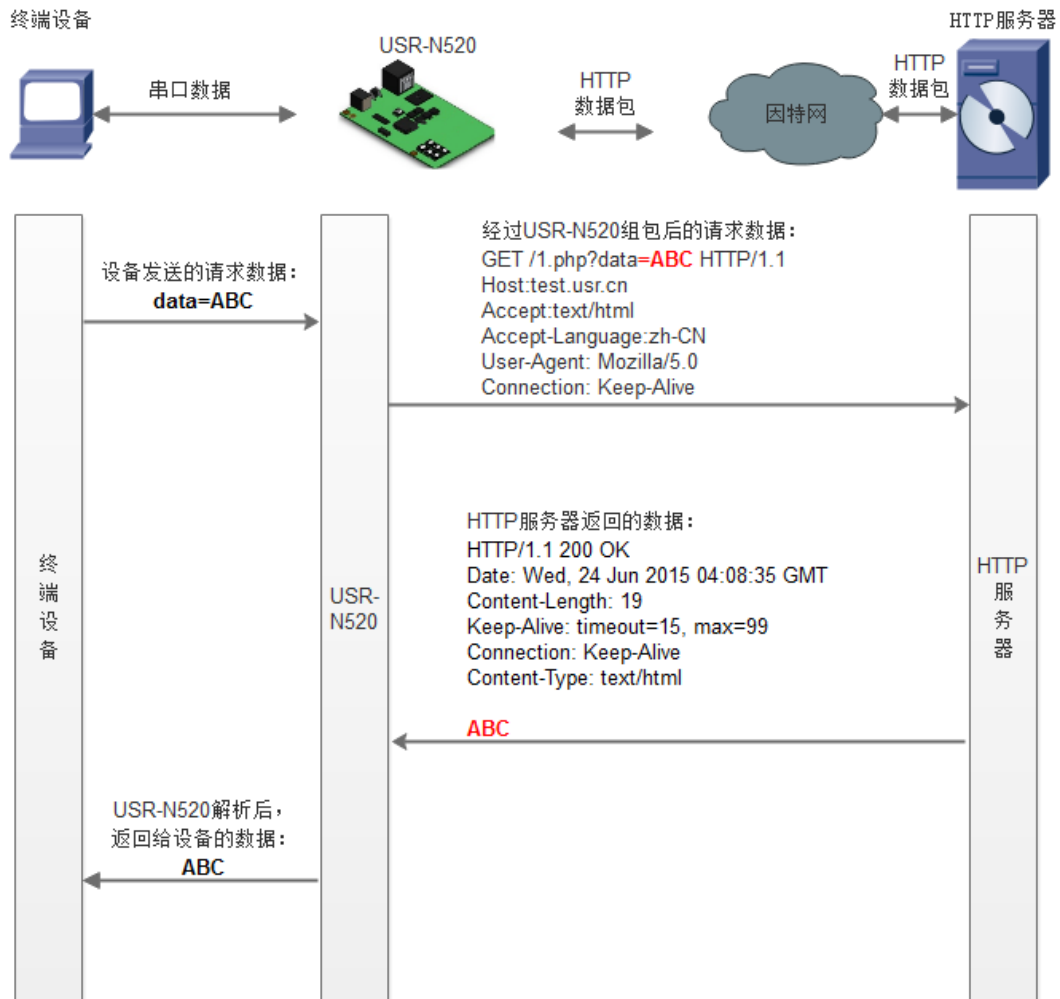 终端设备
HTTP服务器
USR-N520
串口数据
HTTP
数据包
因特网
HTTP
数据包
设备发送的请求数据：
data=ABC
经过USR-N520组包后的请求数据：
GET /1.php?data=ABC HTTP/1.1
Host:test.usr.cn
Accept:text/html
Accept-Language:zh-CN
User-Agent: Mozilla/5.0
Connection: Keep-Alive
HTTP服务器返回的数据：
HTTP/1.1 200 OK
Date: Wed, 24 Jun 2015 04:08:35 GMT
Content-Length: 19
Keep-Alive: timeout=15, max=99
Connection: Keep-Alive
Content-Type: text/html
ABC
终
端
设
备
USR-
N520
HTTP
服
务
器
USR-N520解析后，
返回给设备的数据：
ABC